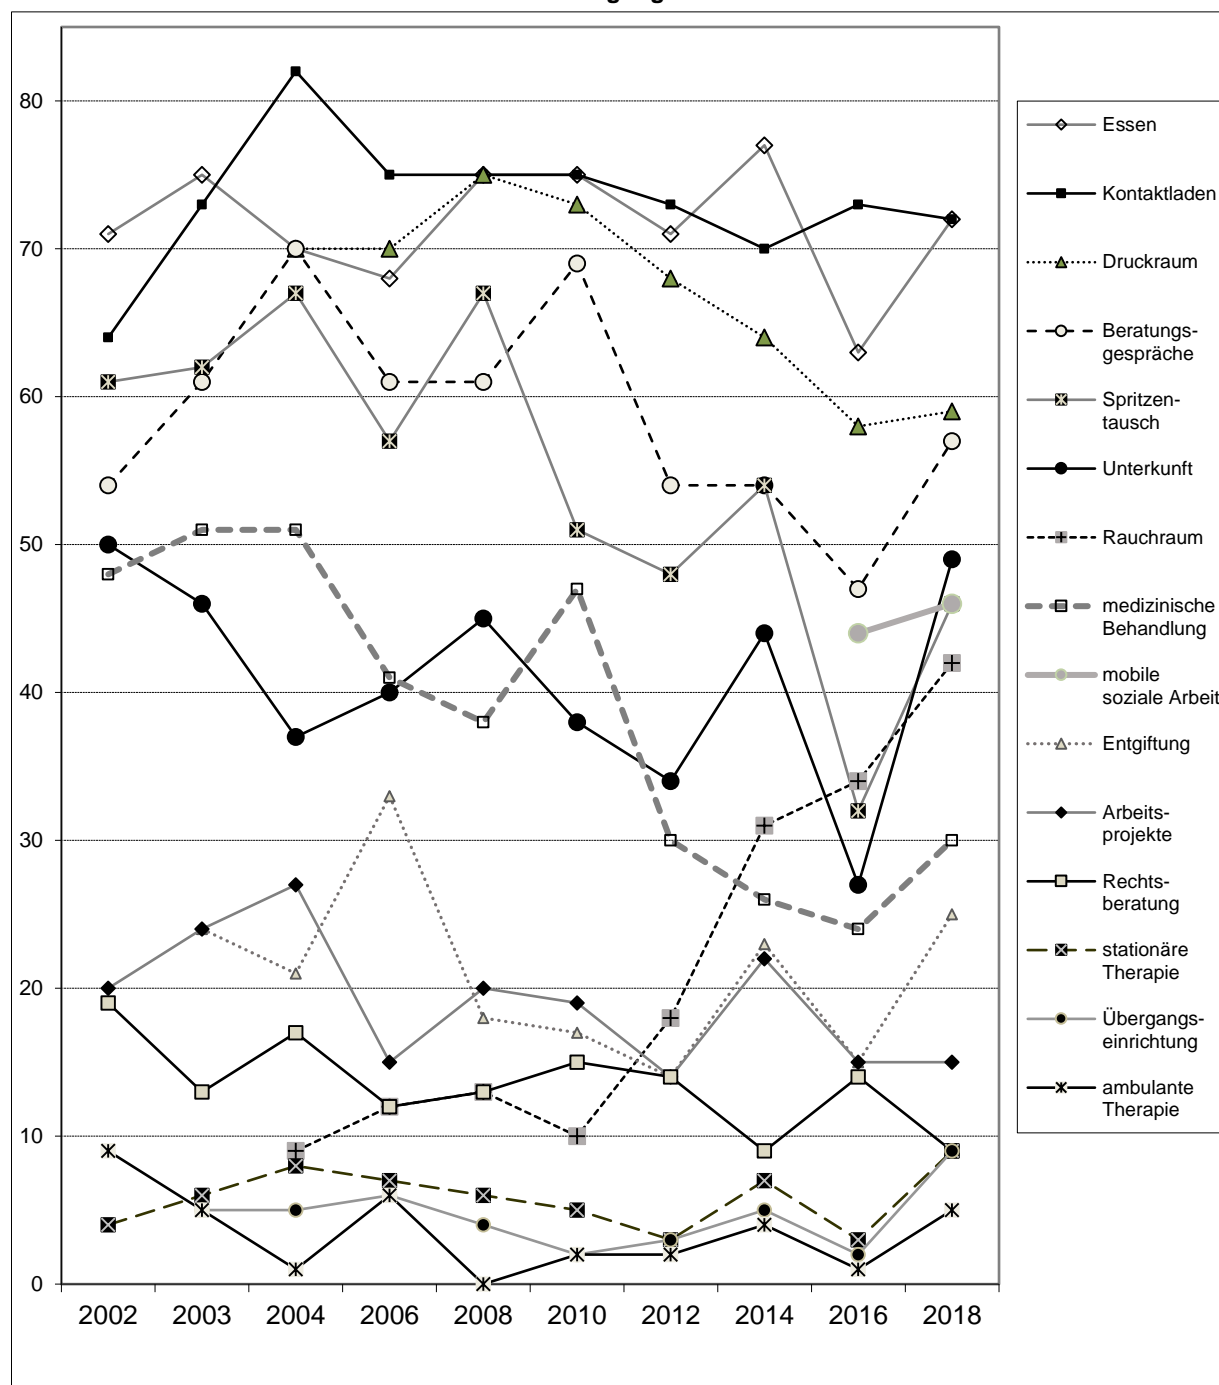 80
70
60
50
40
30
20
10
0
2002 2003 2004 2006 2008 2010 2012 2014 2016 2018
Essen
Kontaktladen
Druckraum
Beratungs-
gespräche
Spritzen-
tausch
Unterkunft
Rauchraum
medizinische
Behandlung
mobile
soziale Arbeit
Entgiftung
Arbeits-
projekte
Rechts-
beratung
stationäre
Therapie
Übergangs-
einrichtung
ambulante
Therapie